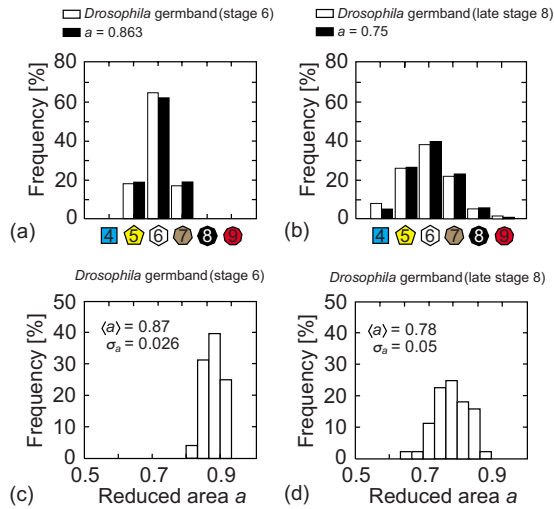 Drosophila germband (stage 6)
a = 0.863
Frequency [%]
80
60
40
20
0
4 5 6 7 8 9
(a)
Drosophila germband (late stage 8)
a = 0.75
Frequency [%]
80
60
40
20
0
4 5 6 7 8 9
(b)
Drosophila germband (stage 6)
⟨a⟩ = 0.87
σa = 0.026
Frequency [%]
50
40
30
20
10
0
0.5 0.7 0.9
Reduced area a
(c)
Drosophila germband (late stage 8)
⟨a⟩ = 0.78
σa = 0.05
Frequency [%]
50
40
30
20
10
0
0.5 0.7 0.9
Reduced area a
(d)